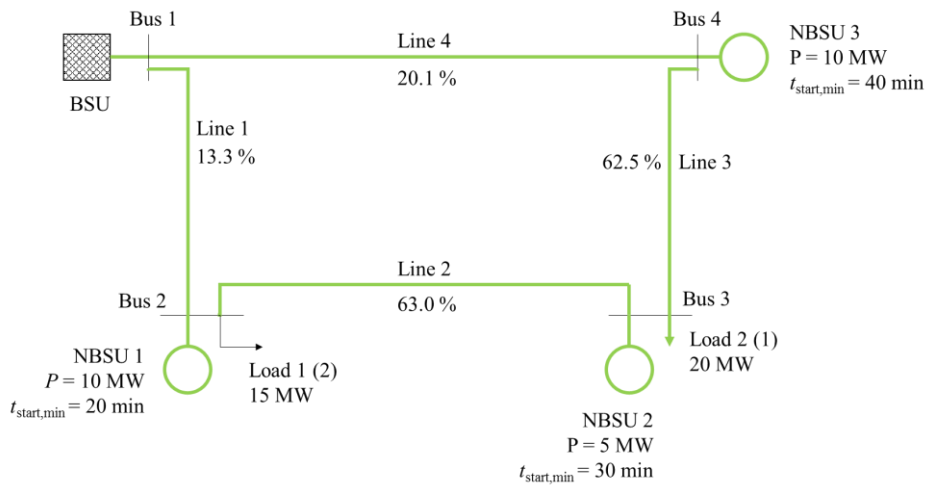 Bus 1
Bus 4
Line 4
20.1 %
BSU
NBSU 3
P = 10 MW
tstart,min = 40 min
Line 1
13.3 %
62.5 %
Line 3
Line 2
63.0 %
Bus 2
Bus 3
NBSU 1
P = 10 MW
tstart,min = 20 min
Load 1 (2)
15 MW
Load 2 (1)
20 MW
NBSU 2
P = 5 MW
tstart,min = 30 min